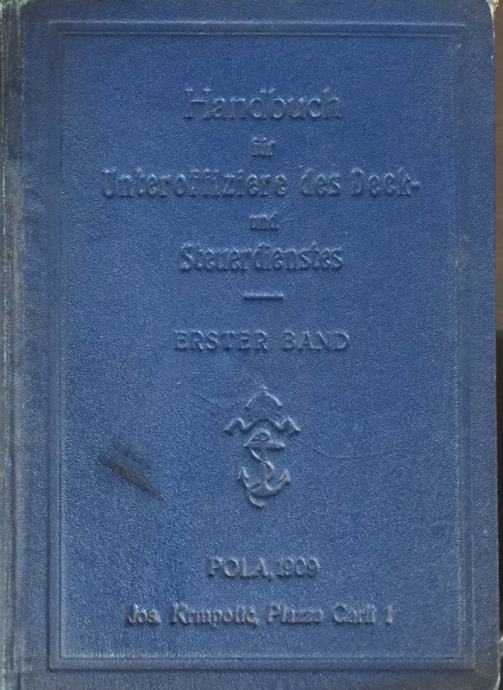 Handbuch
für
Unteroffiziere des Deck-
und
Steuerdienstes
ERSTER BAND
POLA, 1909
Jos. Krmpotić, Piazza Carli 1